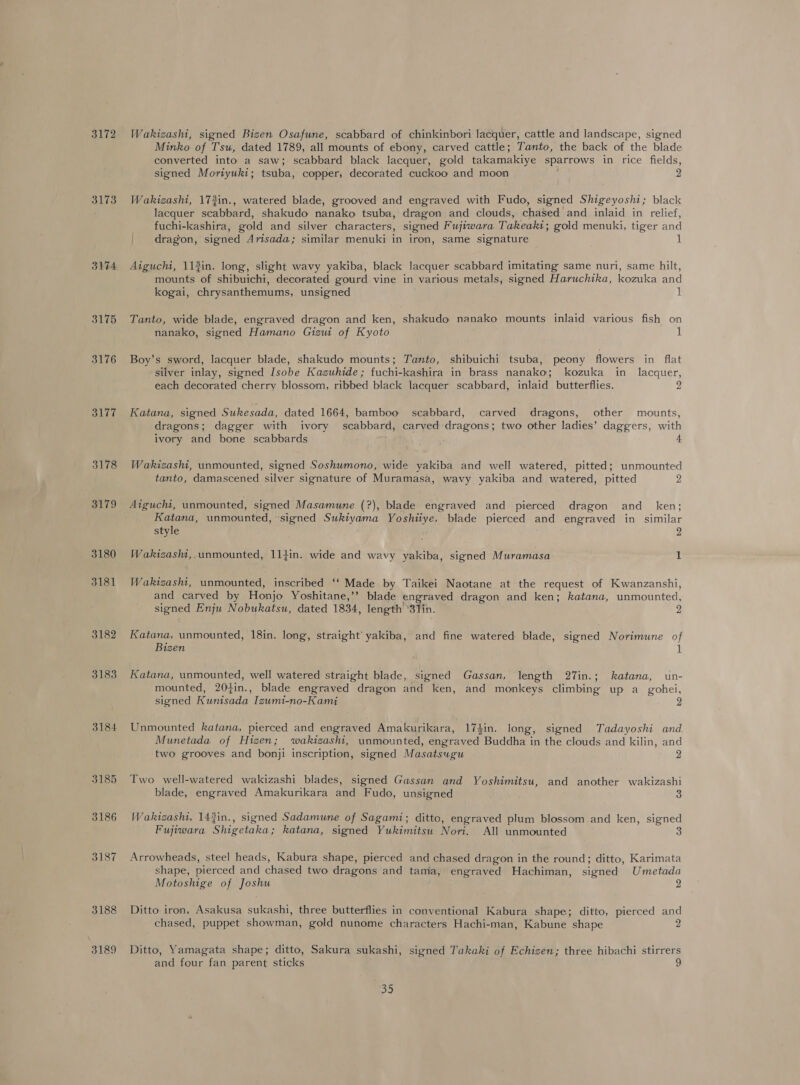 3172 Wakizashi, signed Bizen Osafune, scabbard of chinkinbori lacquer, cattle and landscape, signed
Minko of Tsu, dated 1789, all mounts of ebony, carved cattle; Tanto, the back of the blade
converted into a saw; scabbard black lacquer, gold takamakiye sparrows in rice fields,
signed Moriyuki; tsuba, copper, decorated cuckoo and moon 2
3173 Wakizashi, 17¾in., watered blade, grooved and engraved with Fudo, signed Shigeyoshi; black
lacquer scabbard, shakudo nanako tsuba, dragon and clouds, chased and inlaid in relief,
fuchi-kashira, gold and silver characters, signed Fujiwara Takeaki; gold menuki, tiger and
dragon, signed Arisada; similar menuki in iron, same signature 1
3174 Aiguchi, 11¾in. long, slight wavy yakiba, black lacquer scabbard imitating same nuri, same hilt,
mounts of shibuichi, decorated gourd vine in various metals, signed Haruchika, kozuka and
kogai, chrysanthemums, unsigned 1
3175 Tanto, wide blade, engraved dragon and ken, shakudo nanako mounts inlaid various fish on
nanako, signed Hamano Gizui of Kyoto 1
3176 Boy's sword, lacquer blade, shakudo mounts; Tanto, shibuichi tsuba, peony flowers in flat
silver inlay, signed Isobe Kazuhide; fuchi-kashira in brass nanako; kozuka in lacquer,
each decorated cherry blossom, ribbed black lacquer scabbard, inlaid butterflies. 2
3177 Katana, signed Sukesada, dated 1664, bamboo scabbard, carved dragons, other mounts,
dragons; dagger with ivory scabbard, carved dragons; two other ladies' daggers, with
ivory and bone scabbards 4
3178 Wakizashi, unmounted, signed Soshumono, wide yakiba and well watered, pitted; unmounted
tanto, damascened silver signature of Muramasa, wavy yakiba and watered, pitted 2
3179 Aiguchi, unmounted, signed Masamune (?), blade engraved and pierced dragon and ken;
Katana, unmounted, signed Sukiyama Yoshiiye, blade pierced and engraved in similar
style 2
3180 Wakizashi, unmounted, 11½in. wide and wavy yakiba, signed Muramasa 1
3181 Wakizashi, unmounted, inscribed "Made by Taikei Naotane at the request of Kwanzanshi,
and carved by Honjo Yoshitane," blade engraved dragon and ken; katana, unmounted,
signed Enju Nobukatsu, dated 1834, length 31in. 2
3182 Katana, unmounted, 18in. long, straight yakiba, and fine watered blade, signed Norimune of
Bizen 1
3183 Katana, unmounted, well watered straight blade, signed Gassan, length 27in.; katana, un-
mounted, 20½in., blade engraved dragon and ken, and monkeys climbing up a gohei,
signed Kunisada Izumi-no-Kami 2
3184 Unmounted katana, pierced and engraved Amakurikara, 17½in. long, signed Tadayoshi and
Munetada of Hizen; wakizashi, unmounted, engraved Buddha in the clouds and kilin, and
two grooves and bonji inscription, signed Masatsugu 2
3185 Two well-watered wakizashi blades, signed Gassan and Yoshimitsu, and another wakizashi
blade, engraved Amakurikara and Fudo, unsigned 3
3186 Wakizashi, 14¾in., signed Sadamune of Sagami; ditto, engraved plum blossom and ken, signed
Fujiwara Shigetaka; katana, signed Yukimitsu Nori. All unmounted 3
3187 Arrowheads, steel heads, Kabura shape, pierced and chased dragon in the round; ditto, Karimata
shape, pierced and chased two dragons and tama, engraved Hachiman, signed Umetada
Motoshige of Joshu 2
3188 Ditto iron, Asakusa sukashi, three butterflies in conventional Kabura shape; ditto, pierced and
chased, puppet showman, gold nunome characters Hachi-man, Kabune shape 2
3189 Ditto, Yamagata shape; ditto, Sakura sukashi, signed Takaki of Echizen; three hibachi stirrers
and four fan parent sticks 9
35